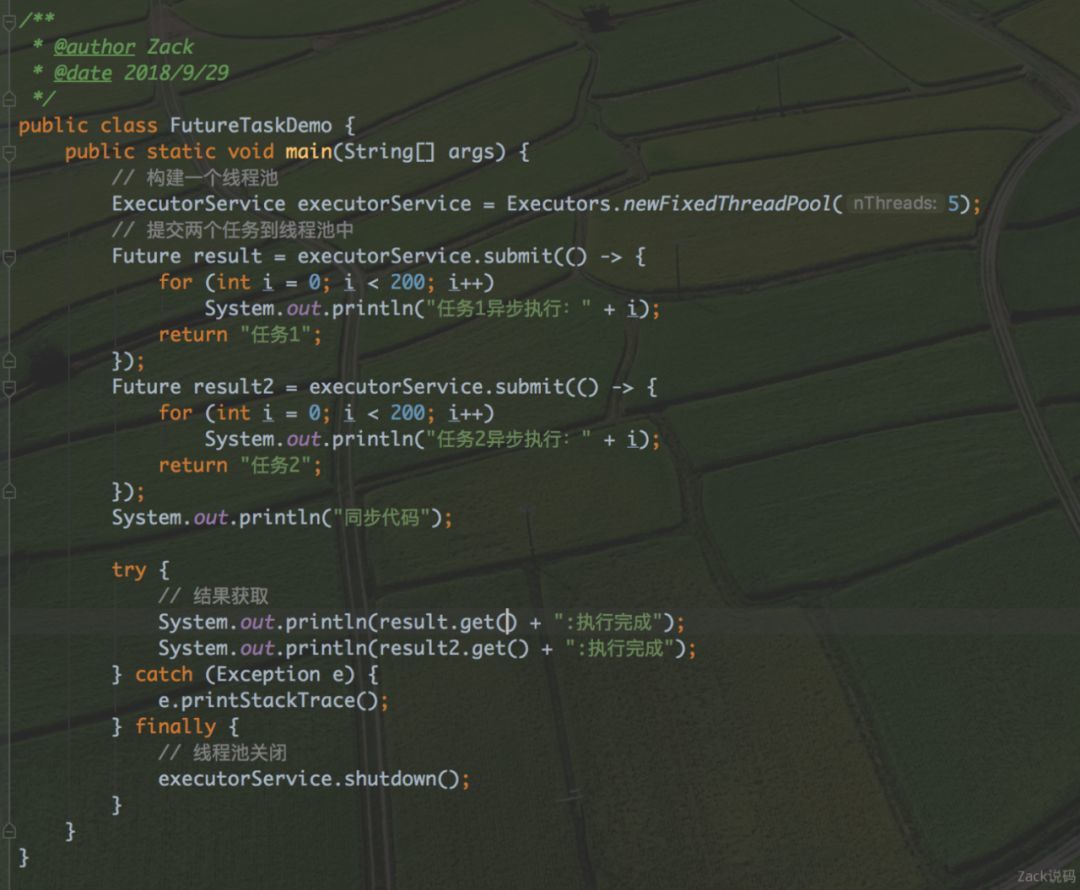 /**
 * @author Zack
 * @date 2018/9/29
 */
public class FutureTaskDemo {
    public static void main(String[] args) {
        // 构建一个线程池
        ExecutorService executorService = Executors.newFixedThreadPool( nThreads: 5);
        // 提交两个任务到线程池中
        Future result = executorService.submit(() -> {
            for (int i = 0; i < 200; i++)
                System.out.println("任务1异步执行：" + i);
            return "任务1";
        });
        Future result2 = executorService.submit(() -> {
            for (int i = 0; i < 200; i++)
                System.out.println("任务2异步执行：" + i);
            return "任务2";
        });
        System.out.println("同步代码");

        try {
            // 结果获取
            System.out.println(result.get() + ":执行完成");
            System.out.println(result2.get() + ":执行完成");
        } catch (Exception e) {
            e.printStackTrace();
        } finally {
            // 线程池关闭
            executorService.shutdown();
        }
    }
}
Zack说码